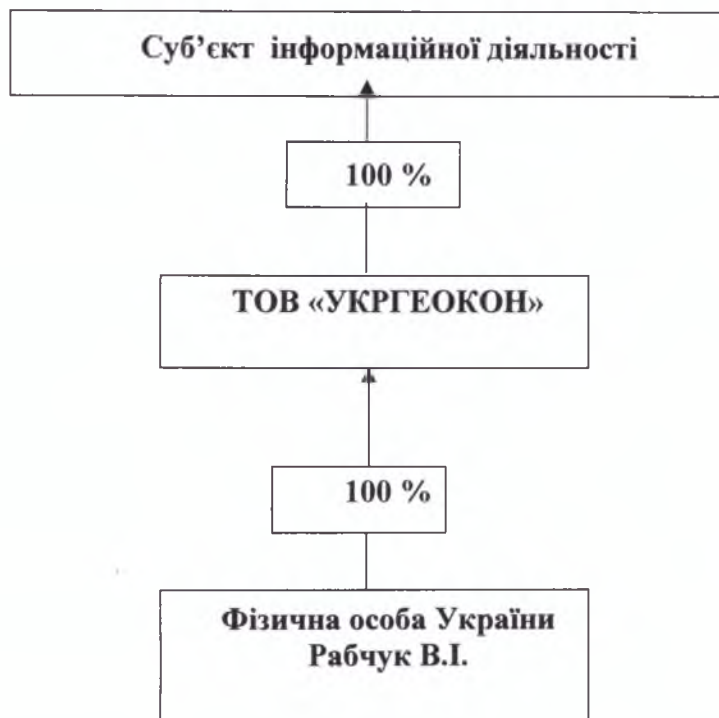 Суб’єкт інформаційної діяльності
100 %
ТОВ «УКРГЕОКОН»
100 %
Фізична особа України
Рабчук В.І.